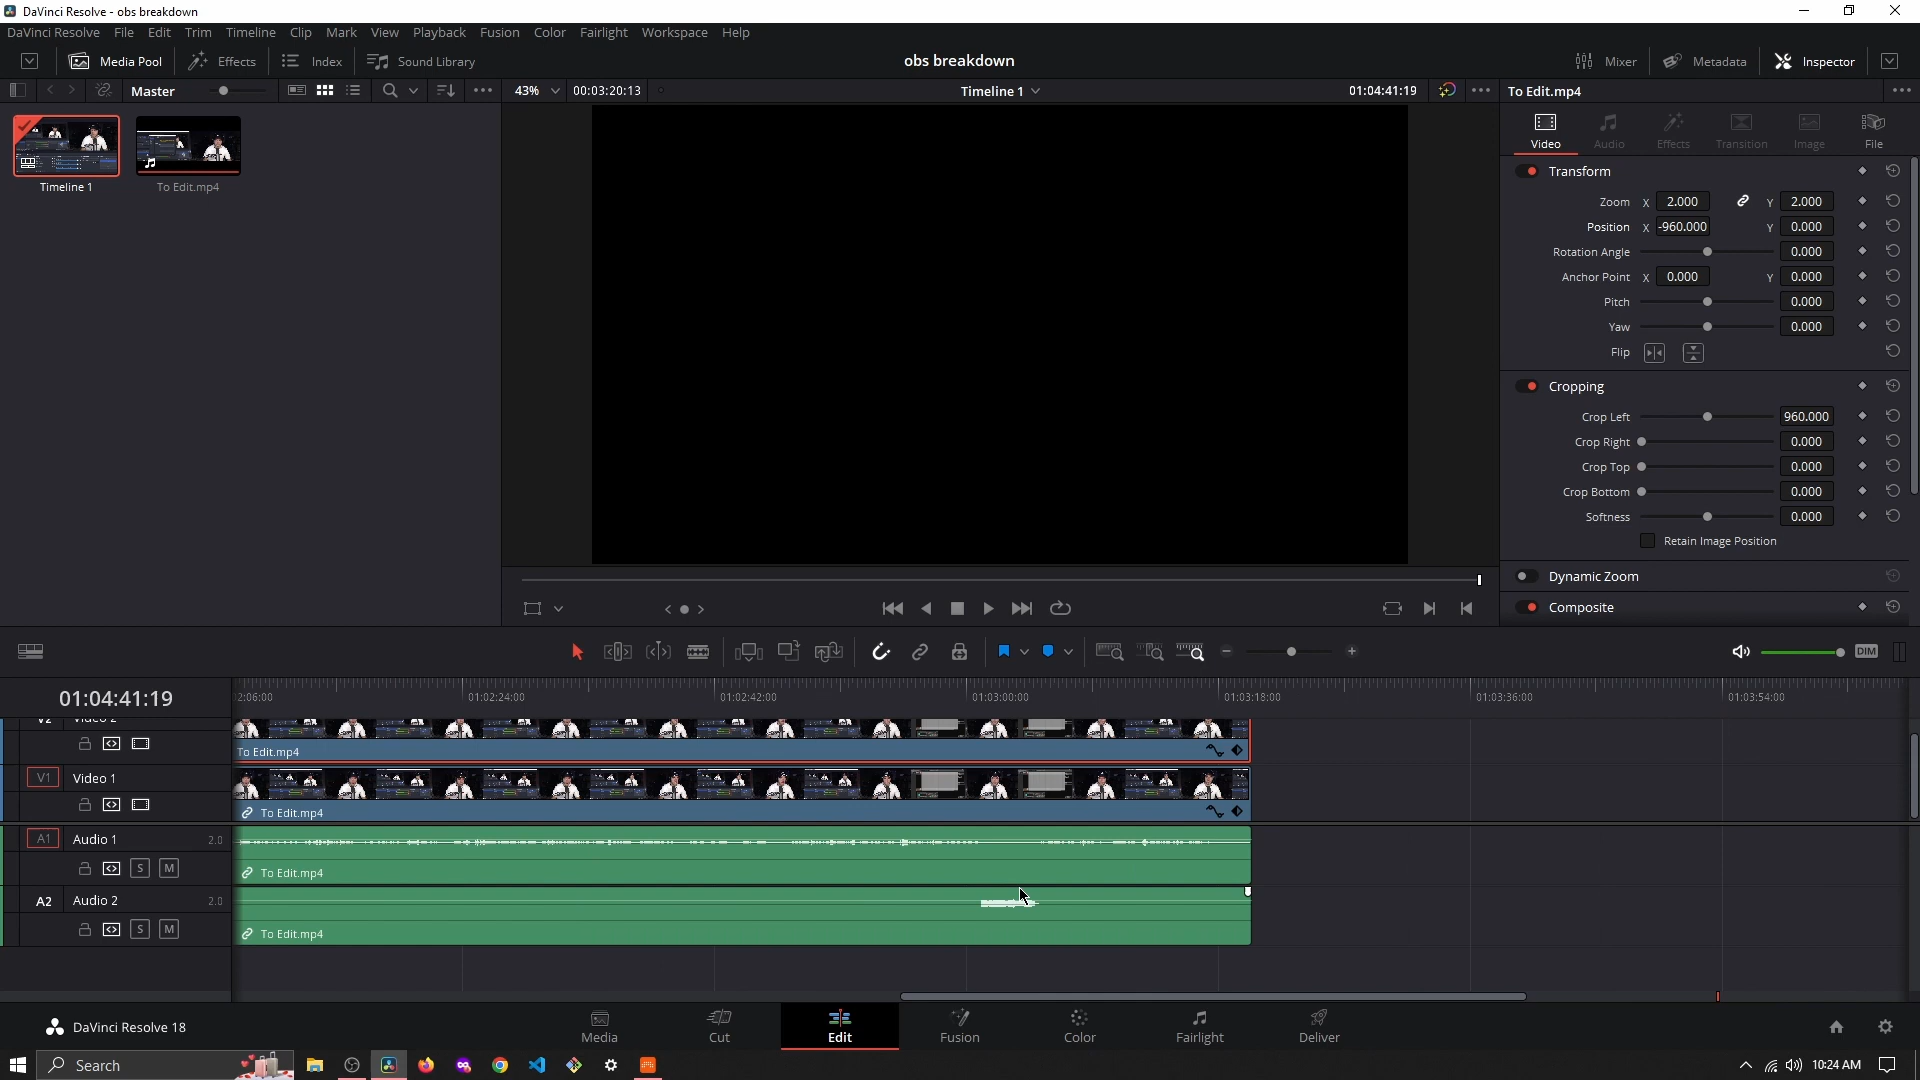 DaVinci Resolve - obs breakdown
DaVinci Resolve File Edit Trim Timeline Clip Mark View Playback Fusion Color Fairlight Workspace Help
Media Pool Effects Index Sound Library obs breakdown Mixer Metadata Inspector
Master 43% 00:03:20:13 Timeline 1 01:04:41:19 To Edit.mp4
Video Audio Effects Transition Image File
Timeline 1 To Edit.mp4
Transform
Zoom X 2.000 Y 2.000
Position X -960.000 Y 0.000
Rotation Angle 0.000
Anchor Point X 0.000 Y 0.000
Pitch 0.000
Yaw 0.000
Flip
Cropping
Crop Left 960.000
Crop Right 0.000
Crop Top 0.000
Crop Bottom 0.000
Softness 0.000
Retain Image Position
Dynamic Zoom
Composite
DIM
01:04:41:19 2:06:00 01:02:24:00 01:02:42:00 01:03:00:00 01:03:18:00 01:03:36:00 01:03:54:00
V2 Video 2
To Edit.mp4
V1 Video 1
To Edit.mp4
A1 Audio 1 2.0
S M To Edit.mp4
A2 Audio 2 2.0
S M To Edit.mp4
DaVinci Resolve 18 Media Cut Edit Fusion Color Fairlight Deliver
Search 10:24 AM